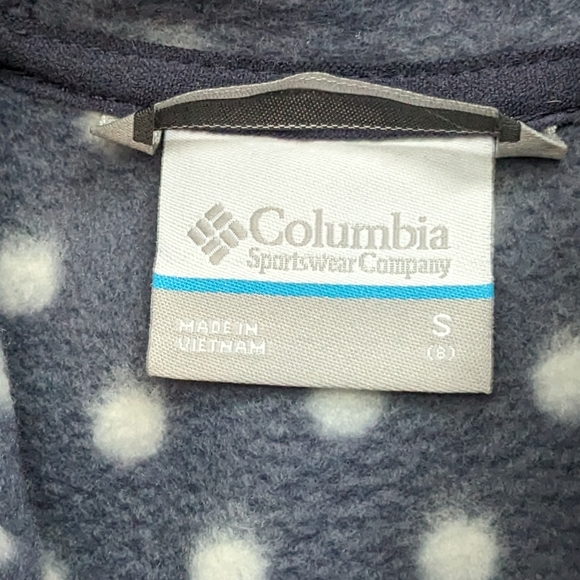 Columbia
Sportswear Company
MADE IN
VIETNAM
S
(8)